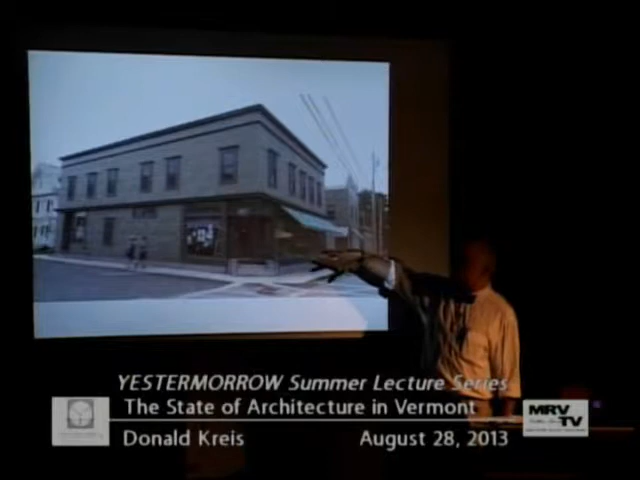 YESTERMORROW Summer Lecture Series
The State of Architecture in Vermont
Donald Kreis
August 28, 2013
MRV
TV